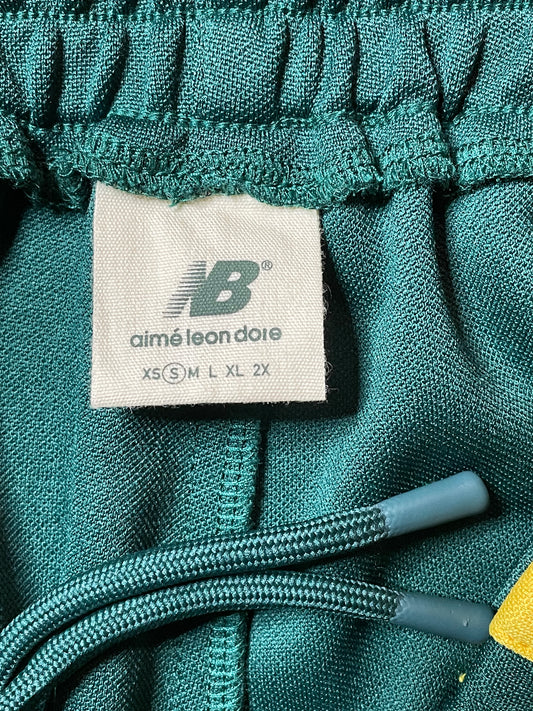 NB®
aimé leon dore
XS S M L XL 2X